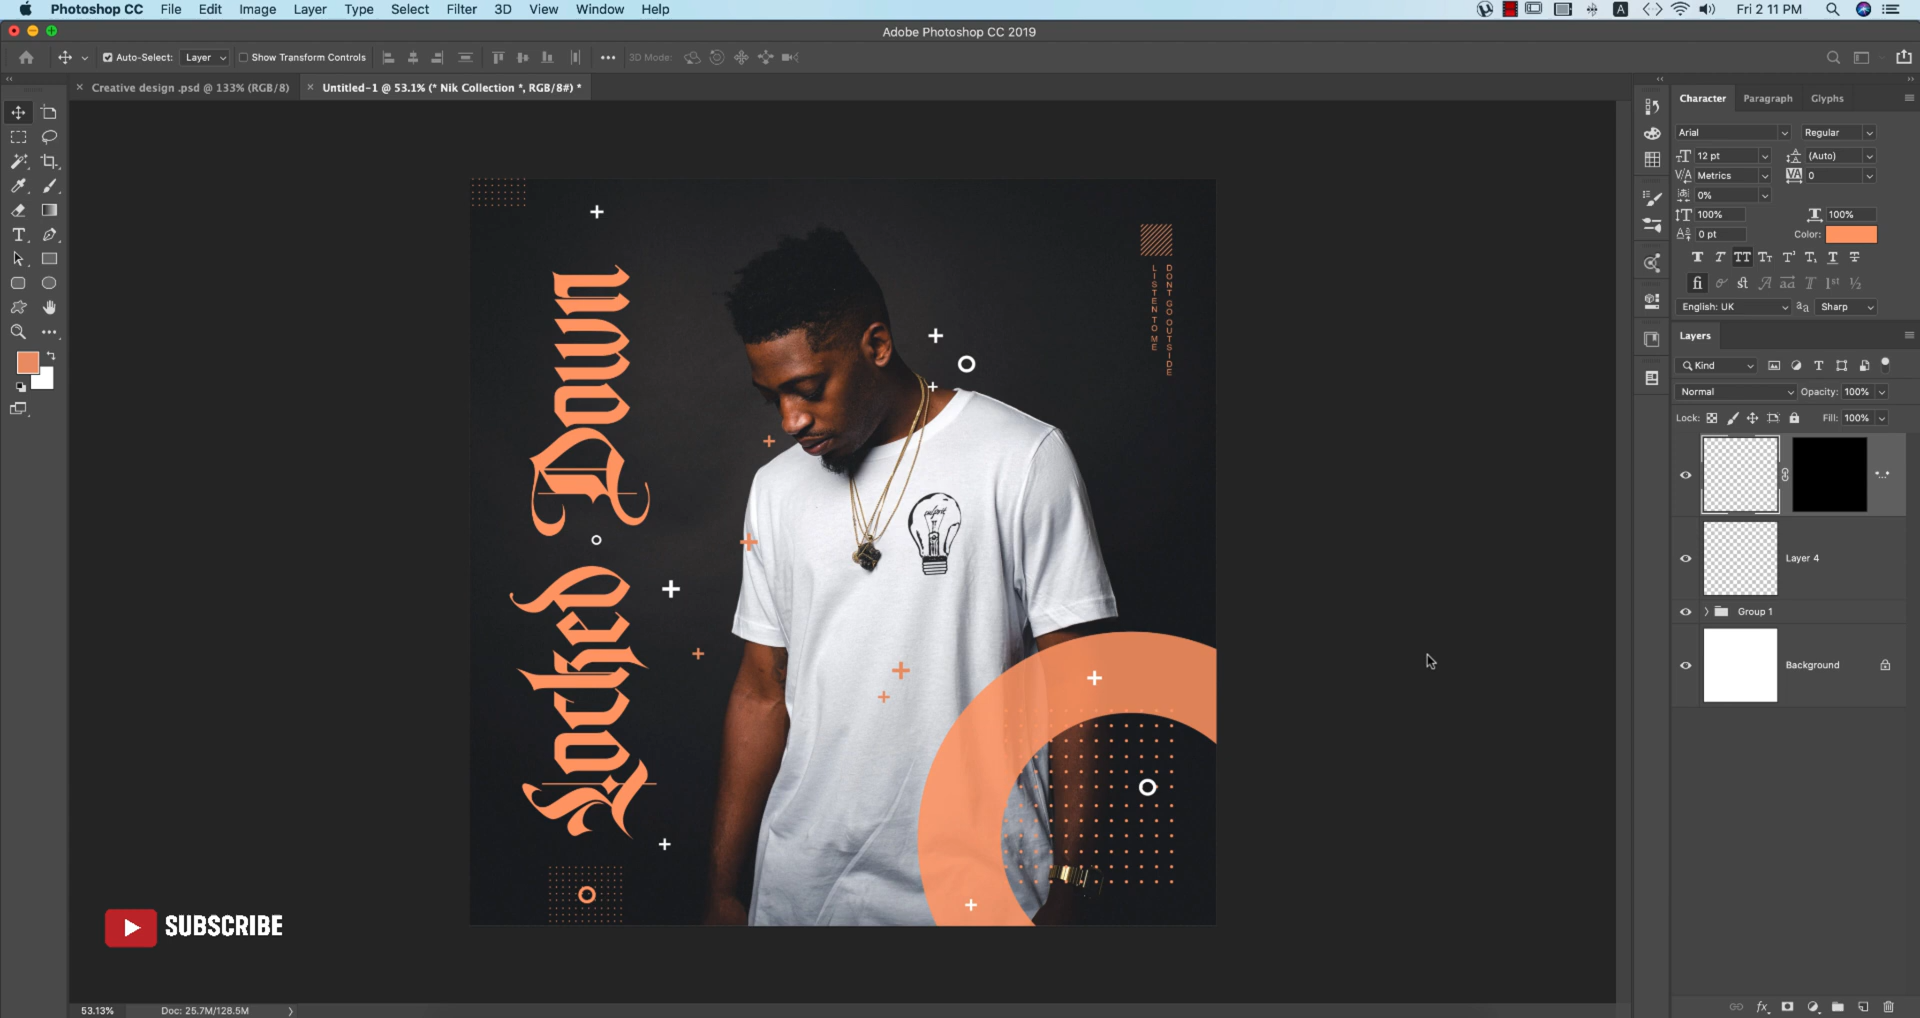 Photoshop CC File Edit Image Layer Type Select Filter 3D View Window Help
A Fri 2 11 PM
Adobe Photoshop CC 2019
Auto-Select: Layer Show Transform Controls 3D Mode:
Creative design .psd @ 133% (RGB/8) Untitled-1 @ 53.1% (* Nik Collection *, RGB/8#) *
Locked Down
LISTEN TO ME
DONT GO OUTSIDE
SUBSCRIBE
53.13% Doc: 25.7M/128.5M
Character Paragraph Glyphs
Arial Regular
12 pt (Auto)
Metrics 0
0%
100% 100%
0 pt Color:
English: UK aa Sharp
Layers
Kind
Normal Opacity: 100%
Lock: Fill: 100%
Layer 4
Group 1
Background